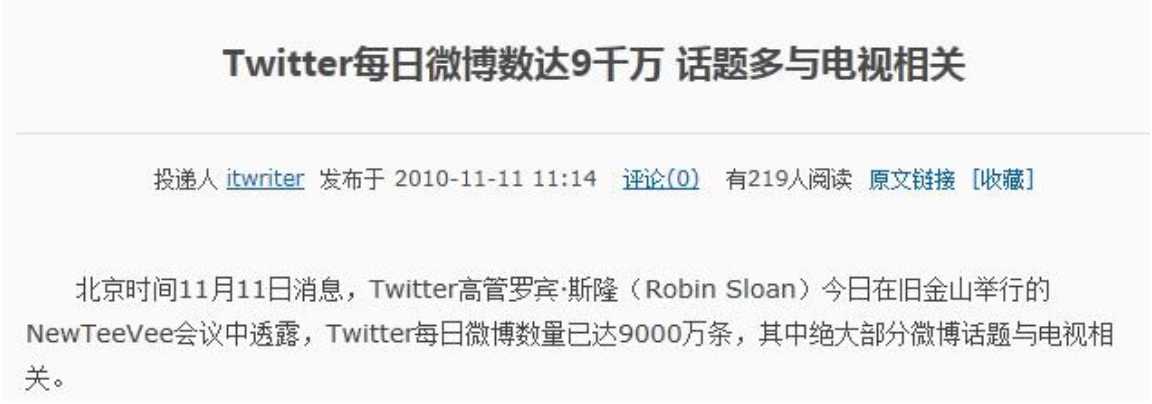 Twitter每日微博数达9千万 话题多与电视相关
投递人 itwriter 发布于 2010-11-11 11:14 评论(0) 有219人阅读 原文链接 [收藏]
北京时间11月11日消息，Twitter高管罗宾·斯隆（Robin Sloan）今日在旧金山举行的
NewTeeVee会议中透露，Twitter每日微博数量已达9000万条，其中绝大部分微博话题与电视相
关。